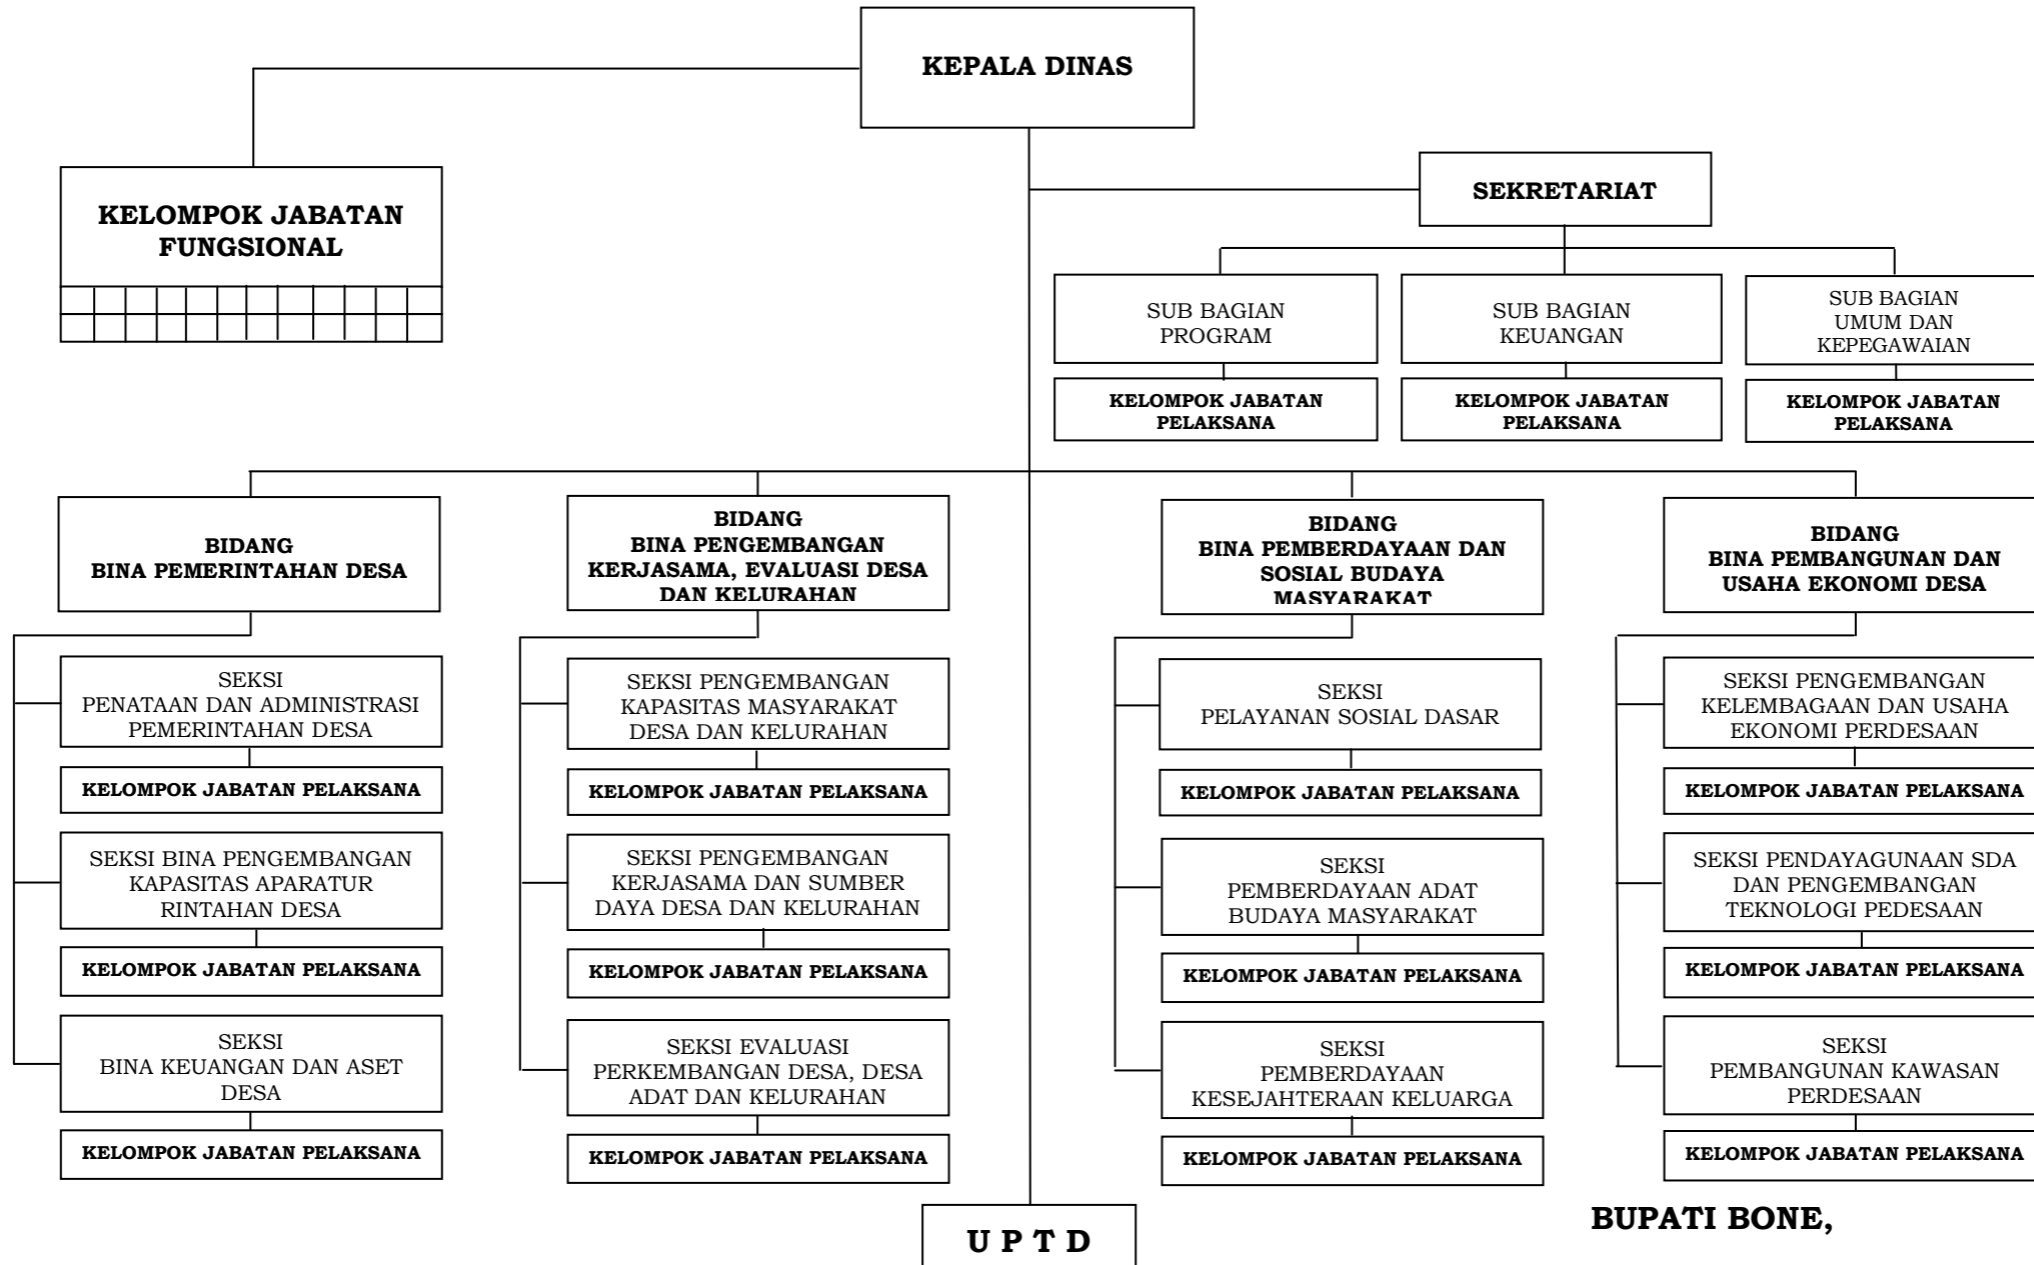 KEPALA DINAS
KELOMPOK JABATAN
FUNGSIONAL
SEKRETARIAT
SUB BAGIAN
PROGRAM
SUB BAGIAN
KEUANGAN
SUB BAGIAN
UMUM DAN
KEPEGAWAIAN
KELOMPOK JABATAN
PELAKSANA
KELOMPOK JABATAN
PELAKSANA
KELOMPOK JABATAN
PELAKSANA
BIDANG
BINA PEMERINTAHAN DESA
BIDANG
BINA PENGEMBANGAN
KERJASAMA, EVALUASI DESA
DAN KELURAHAN
BIDANG
BINA PEMBERDAYAAN DAN
SOSIAL BUDAYA
MASYARAKAT
BIDANG
BINA PEMBANGUNAN DAN
USAHA EKONOMI DESA
SEKSI
PENATAAN DAN ADMINISTRASI
PEMERINTAHAN DESA
KELOMPOK JABATAN PELAKSANA
SEKSI BINA PENGEMBANGAN
KAPASITAS APARATUR
RINTAHAN DESA
KELOMPOK JABATAN PELAKSANA
SEKSI
BINA KEUANGAN DAN ASET
DESA
KELOMPOK JABATAN PELAKSANA
SEKSI PENGEMBANGAN
KAPASITAS MASYARAKAT
DESA DAN KELURAHAN
KELOMPOK JABATAN PELAKSANA
SEKSI PENGEMBANGAN
KERJASAMA DAN SUMBER
DAYA DESA DAN KELURAHAN
KELOMPOK JABATAN PELAKSANA
SEKSI EVALUASI
PERKEMBANGAN DESA, DESA
ADAT DAN KELURAHAN
KELOMPOK JABATAN PELAKSANA
SEKSI
PELAYANAN SOSIAL DASAR
KELOMPOK JABATAN PELAKSANA
SEKSI
PEMBERDAYAAN ADAT
BUDAYA MASYARAKAT
KELOMPOK JABATAN PELAKSANA
SEKSI
PEMBERDAYAAN
KESEJAHTERAAN KELUARGA
KELOMPOK JABATAN PELAKSANA
SEKSI PENGEMBANGAN
KELEMBAGAAN DAN USAHA
EKONOMI PERDESAAN
KELOMPOK JABATAN PELAKSANA
SEKSI PENDAYAGUNAAN SDA
DAN PENGEMBANGAN
TEKNOLOGI PEDESAAN
KELOMPOK JABATAN PELAKSANA
SEKSI
PEMBANGUNAN KAWASAN
PERDESAAN
KELOMPOK JABATAN PELAKSANA
U P T D
BUPATI BONE,